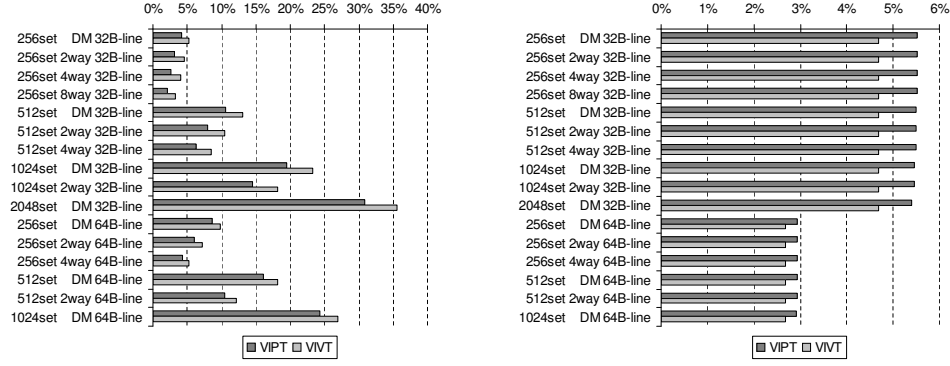 0% 5% 10% 15% 20% 25% 30% 35% 40%
256set DM 32B-line
256set 2way 32B-line
256set 4way 32B-line
256set 8way 32B-line
512set DM 32B-line
512set 2way 32B-line
512set 4way 32B-line
1024set DM 32B-line
1024set 2way 32B-line
2048set DM 32B-line
256set DM 64B-line
256set 2way 64B-line
256set 4way 64B-line
512set DM 64B-line
512set 2way 64B-line
1024set DM 64B-line
VIPT VIVT
0% 1% 2% 3% 4% 5% 6%
256set DM 32B-line
256set 2way 32B-line
256set 4way 32B-line
256set 8way 32B-line
512set DM 32B-line
512set 2way 32B-line
512set 4way 32B-line
1024set DM 32B-line
1024set 2way 32B-line
2048set DM 32B-line
256set DM 64B-line
256set 2way 64B-line
256set 4way 64B-line
512set DM 64B-line
512set 2way 64B-line
1024set DM 64B-line
VIPT VIVT